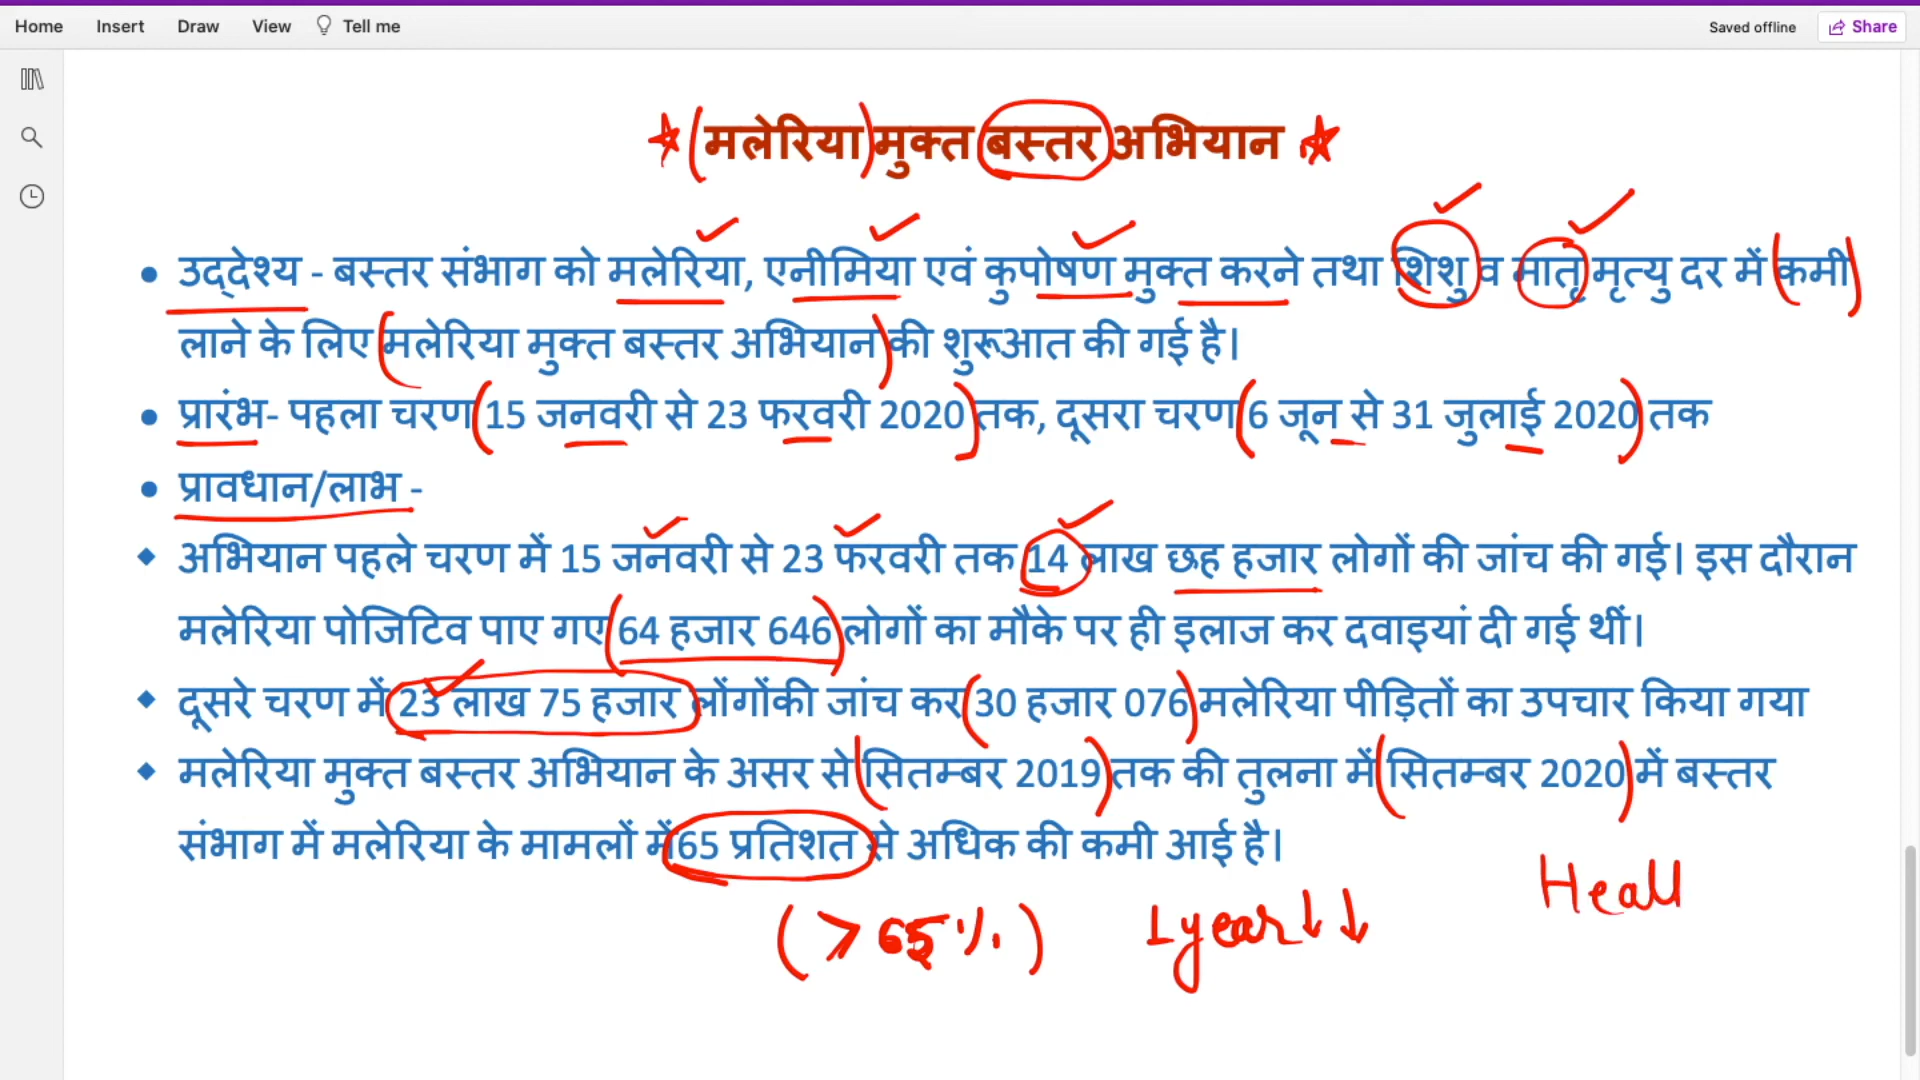 Home Insert Draw View Tell me Saved offline Share
मलेरिया मुक्त बस्तर अभियान
• उद्देश्य - बस्तर संभाग को मलेरिया, एनीमिया एवं कुपोषण मुक्त करने तथा शिशु व मातृ मृत्यु दर में कमी
लाने के लिए मलेरिया मुक्त बस्तर अभियान की शुरूआत की गई है।
• प्रारंभ- पहला चरण 15 जनवरी से 23 फरवरी 2020 तक, दूसरा चरण 6 जून से 31 जुलाई 2020 तक
• प्रावधान/लाभ -
◆ अभियान पहले चरण में 15 जनवरी से 23 फरवरी तक 14 लाख छह हजार लोगों की जांच की गई। इस दौरान
मलेरिया पोजिटिव पाए गए 64 हजार 646 लोगों का मौके पर ही इलाज कर दवाइयां दी गई थीं।
◆ दूसरे चरण में 23 लाख 75 हजार लोंगोंकी जांच कर 30 हजार 076 मलेरिया पीड़ितों का उपचार किया गया
◆ मलेरिया मुक्त बस्तर अभियान के असर से सितम्बर 2019 तक की तुलना में सितम्बर 2020 में बस्तर
संभाग में मलेरिया के मामलों में 65 प्रतिशत से अधिक की कमी आई है।
(>65%) 1year↓↓ Heall